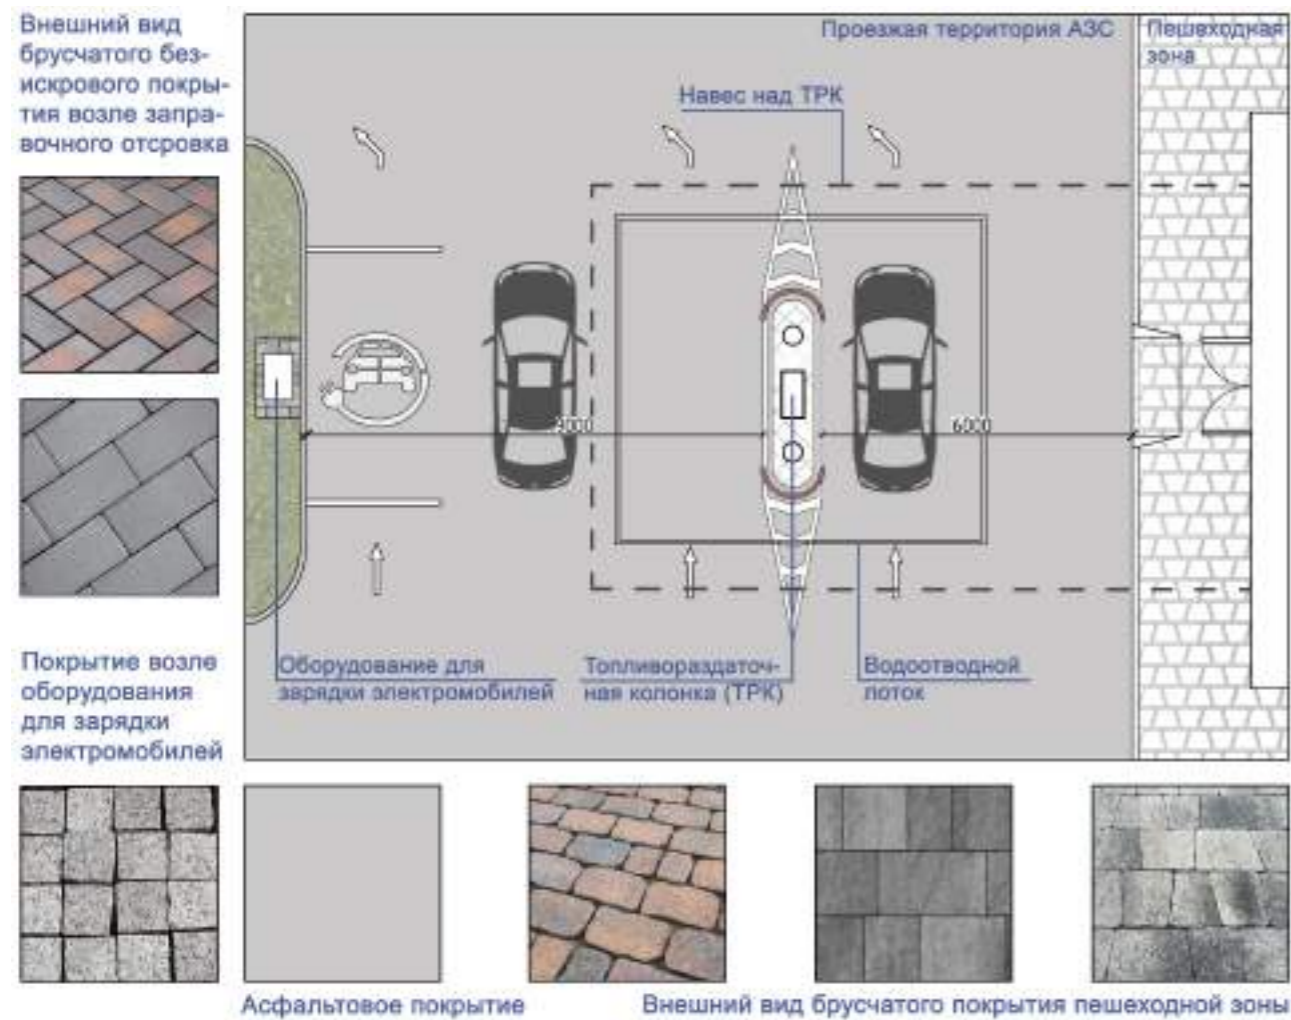 Внешний вид
брусчатого без-
искрового покры-
тия возле запра-
вочного отсровка
Проезжая территория АЗС
Пешеходная
зона
Навес над ТРК
6000
Покрытие возле
оборудования
для зарядки
электромобилей
Оборудование для
зарядки электромобилей
Топливораздаточ-
ная колонка (ТРК)
Водоотводной
лоток
Асфальтовое покрытие
Внешний вид брусчатого покрытия пешеходной зоны